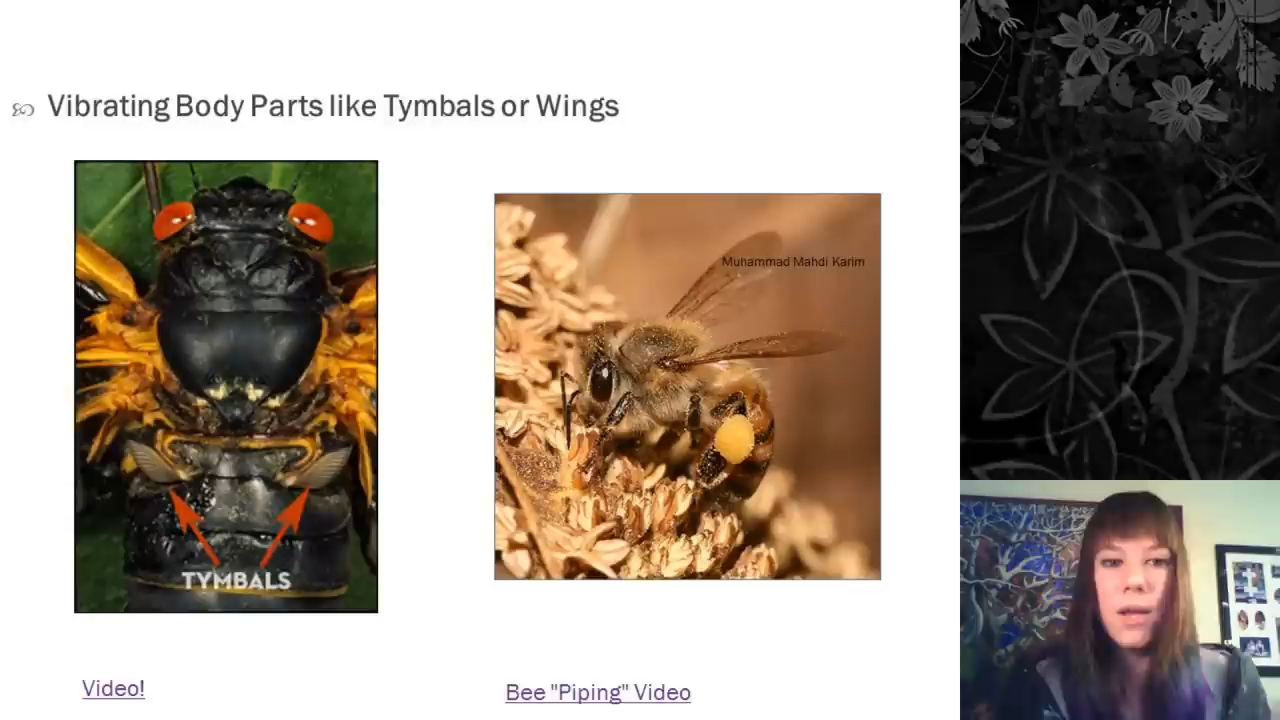 Vibrating Body Parts like Tymbals or Wings
Muhammad Mahdi Karim
TYMBALS
Video!
Bee "Piping" Video